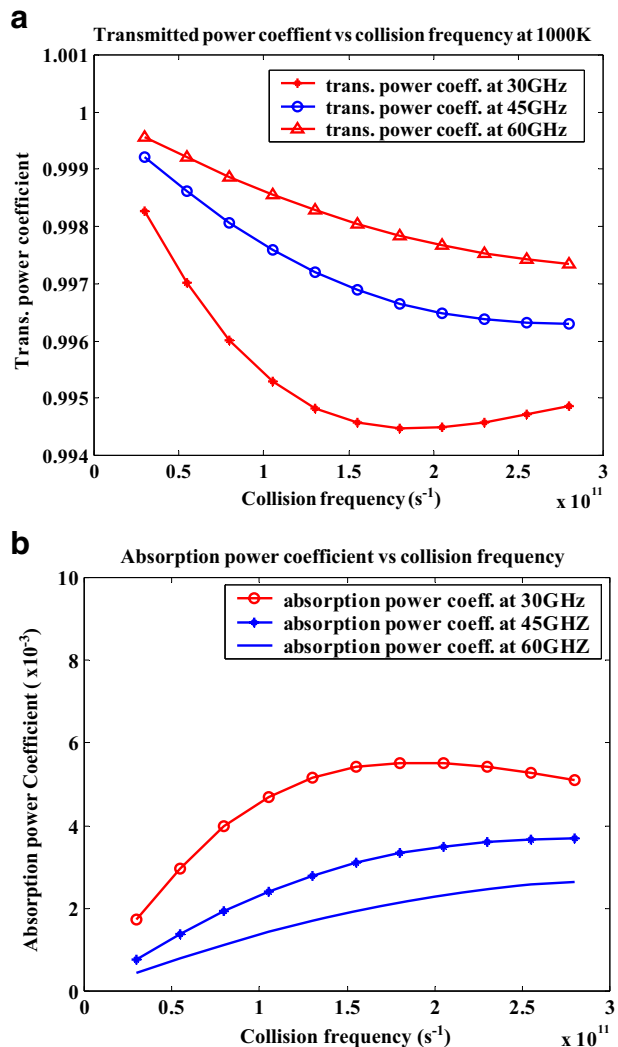 a
Transmitted power coeffient vs collision frequency at 1000K
1.001
1
0.999
0.998
0.997
0.996
0.995
0.994
Trans. power coefficient
trans. power coeff. at 30GHz
trans. power coeff. at 45GHz
trans. power coeff. at 60GHz
0
0.5
1
1.5
2
2.5
3
Collision frequency (s⁻¹)
x 10¹¹
b
Absorption power coefficient vs collision frequency
10
8
6
4
2
0
Absorption power Coefficient ( x10⁻³)
absorption power coeff. at 30GHz
absorption power coeff. at 45GHZ
absorption power coeff. at 60GHZ
0
0.5
1
1.5
2
2.5
3
Collision frequency (s⁻¹)
x 10¹¹